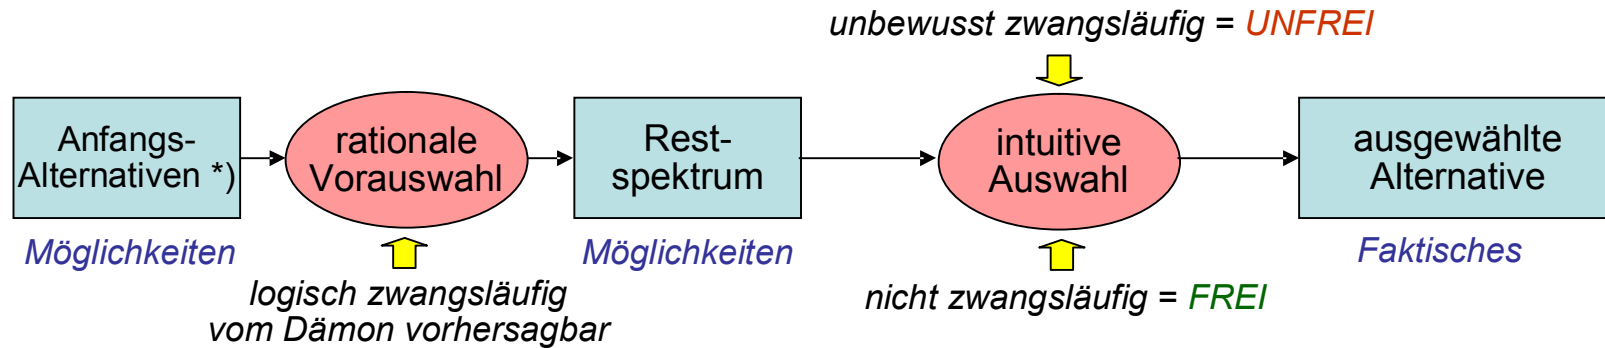 unbewusst zwangsläufig = UNFREI
Anfangs-
Alternativen *)
rationale
Vorauswahl
Rest-
spektrum
intuitive
Auswahl
ausgewählte
Alternative
Möglichkeiten
Möglichkeiten
Faktisches
logisch zwangsläufig
vom Dämon vorhersagbar
nicht zwangsläufig = FREI